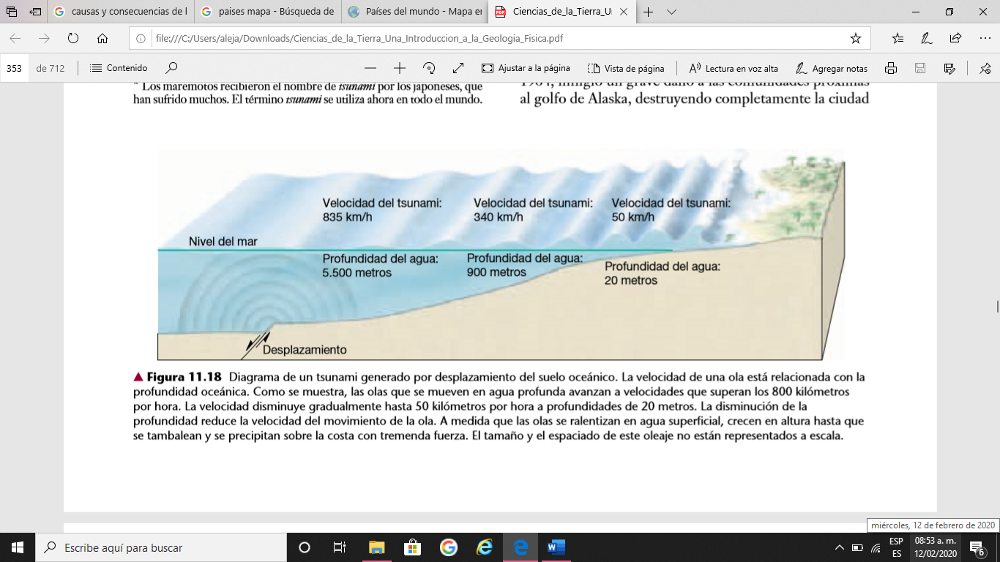 causas y consecuencias de l
paises mapa - Búsqueda de
Países del mundo - Mapa en
Ciencias_de_la_Tierra_Un
file:///C:/Users/aleja/Downloads/Ciencias_de_la_Tierra_Una_Introduccion_a_la_Geologia_Fisica.pdf
353 de 712 Contenido Ajustar a la página Vista de página Lectura en voz alta Agregar notas
* Los maremotos recibieron el nombre de tsunami por los japoneses, que
han sufrido muchos. El término tsunami se utiliza ahora en todo el mundo.
1964, infligió un grave daño a las comunidades próximas
al golfo de Alaska, destruyendo completamente la ciudad
Velocidad del tsunami:
835 km/h
Velocidad del tsunami:
340 km/h
Velocidad del tsunami:
50 km/h
Nivel del mar
Profundidad del agua:
5.500 metros
Profundidad del agua:
900 metros
Profundidad del agua:
20 metros
Desplazamiento
▲ Figura 11.18 Diagrama de un tsunami generado por desplazamiento del suelo oceánico. La velocidad de una ola está relacionada con la
profundidad oceánica. Como se muestra, las olas que se mueven en agua profunda avanzan a velocidades que superan los 800 kilómetros
por hora. La velocidad disminuye gradualmente hasta 50 kilómetros por hora a profundidades de 20 metros. La disminución de la
profundidad reduce la velocidad del movimiento de la ola. A medida que las olas se ralentizan en agua superficial, crecen en altura hasta que
se tambalean y se precipitan sobre la costa con tremenda fuerza. El tamaño y el espaciado de este oleaje no están representados a escala.
miércoles, 12 de febrero de 2020
Escribe aquí para buscar
ESP
ES
08:53 a. m.
12/02/2020
6